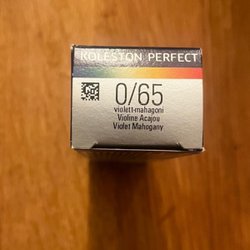 KOLESTON PERFECT
0/65
violett-mahagoni
Violine Acajou
Violet Mahogany